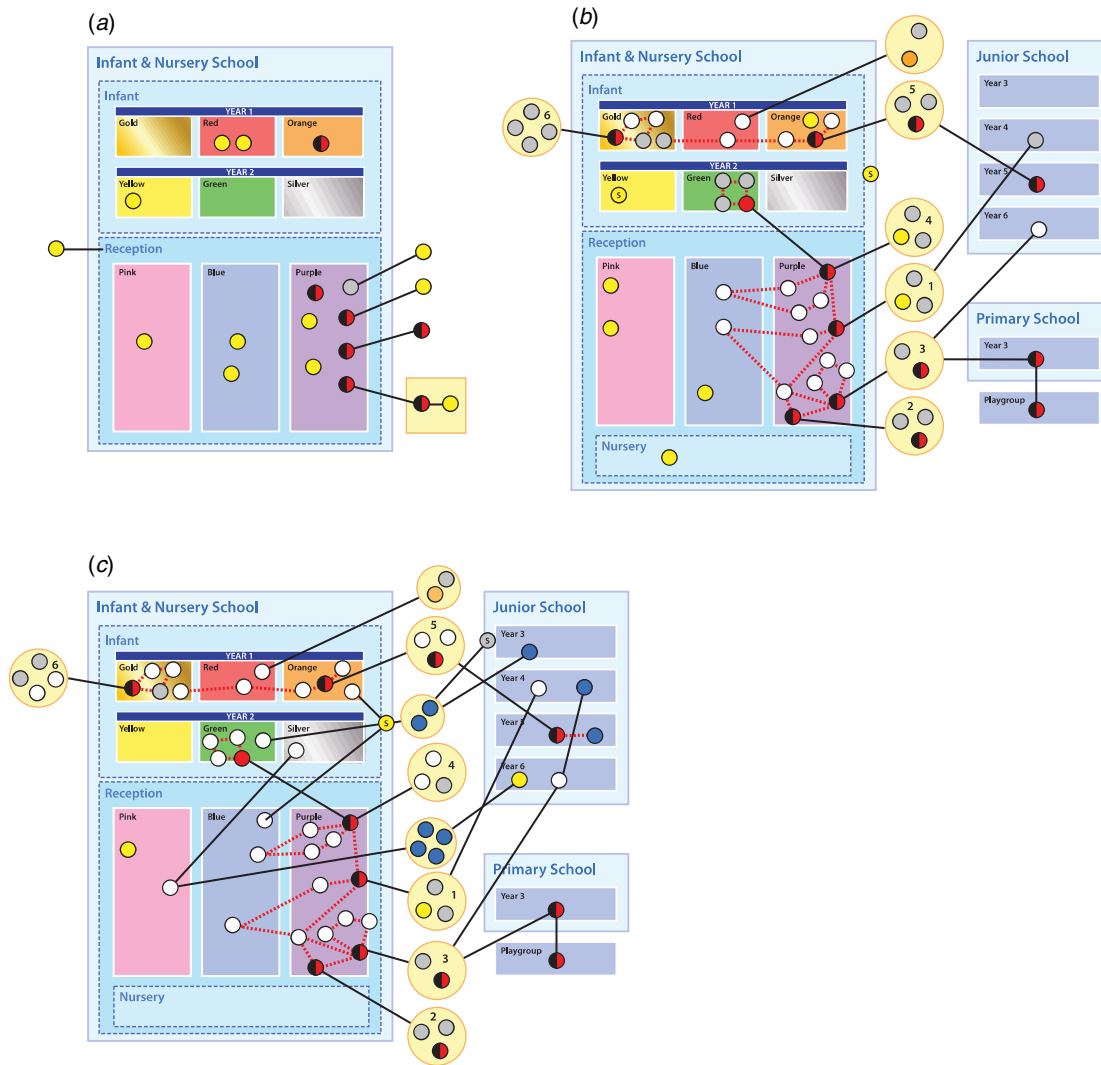 (a)
Infant & Nursery School
Infant
YEAR 1
Gold
Red
Orange
YEAR 2
Yellow
Green
Silver
S
Reception
Pink
Blue
Purple
(b)
Infant & Nursery School
Infant
YEAR 1
Gold
Red
Orange
YEAR 2
Yellow
Green
Silver
S
S
Reception
Pink
Blue
Purple
Nursery
6
5
4
1
3
2
Junior School
Year 3
Year 4
Year 5
Year 6
Primary School
Year 3
Playgroup
(c)
Infant & Nursery School
Infant
YEAR 1
Gold
Red
Orange
YEAR 2
Yellow
Green
Silver
S
Reception
Pink
Blue
Purple
Nursery
6
5
4
1
3
2
S
Junior School
Year 3
Year 4
Year 5
Year 6
Primary School
Year 3
Playgroup